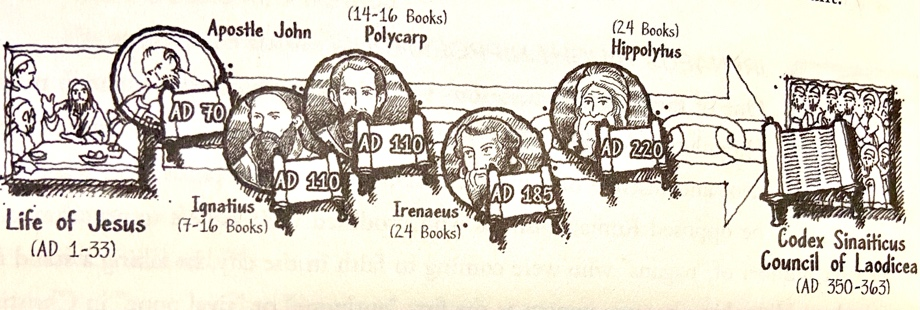 Life of Jesus
(AD 1-33)
Apostle John
AD 70
Ignatius
(7-16 Books)
AD 110
(14-16 Books)
Polycarp
AD 110
Irenaeus
(24 Books)
AD 185
(24 Books)
Hippolytus
AD 220
Codex Sinaiticus
Council of Laodicea
(AD 350-363)